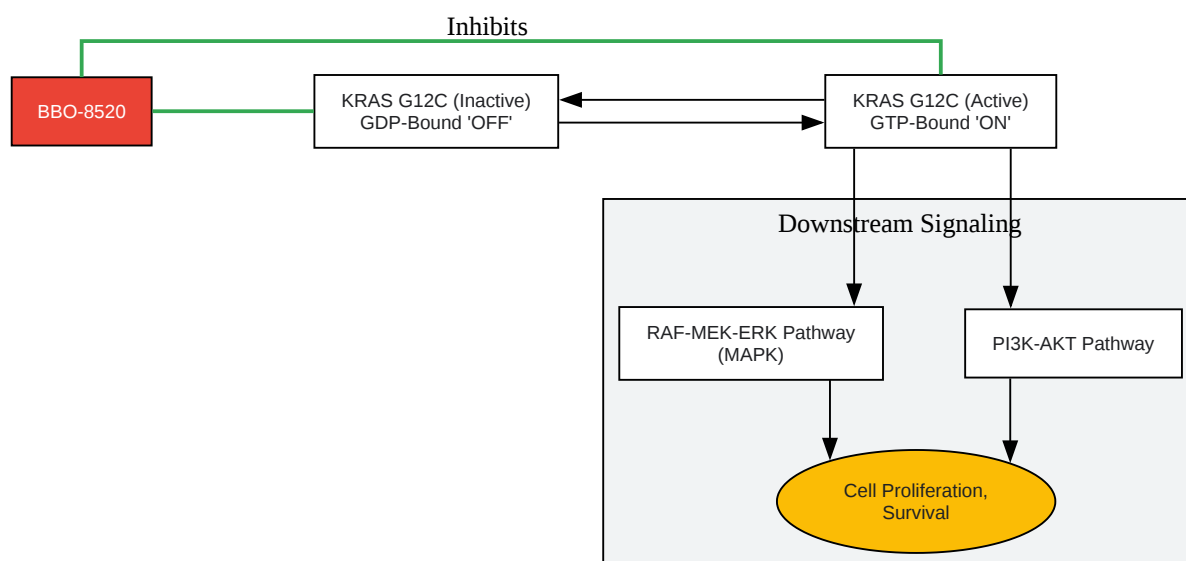 Inhibits
BBO-8520
KRAS G12C (Inactive)
GDP-Bound 'OFF'
KRAS G12C (Active)
GTP-Bound 'ON'
Downstream Signaling
RAF-MEK-ERK Pathway
(MAPK)
PI3K-AKT Pathway
Cell Proliferation,
Survival